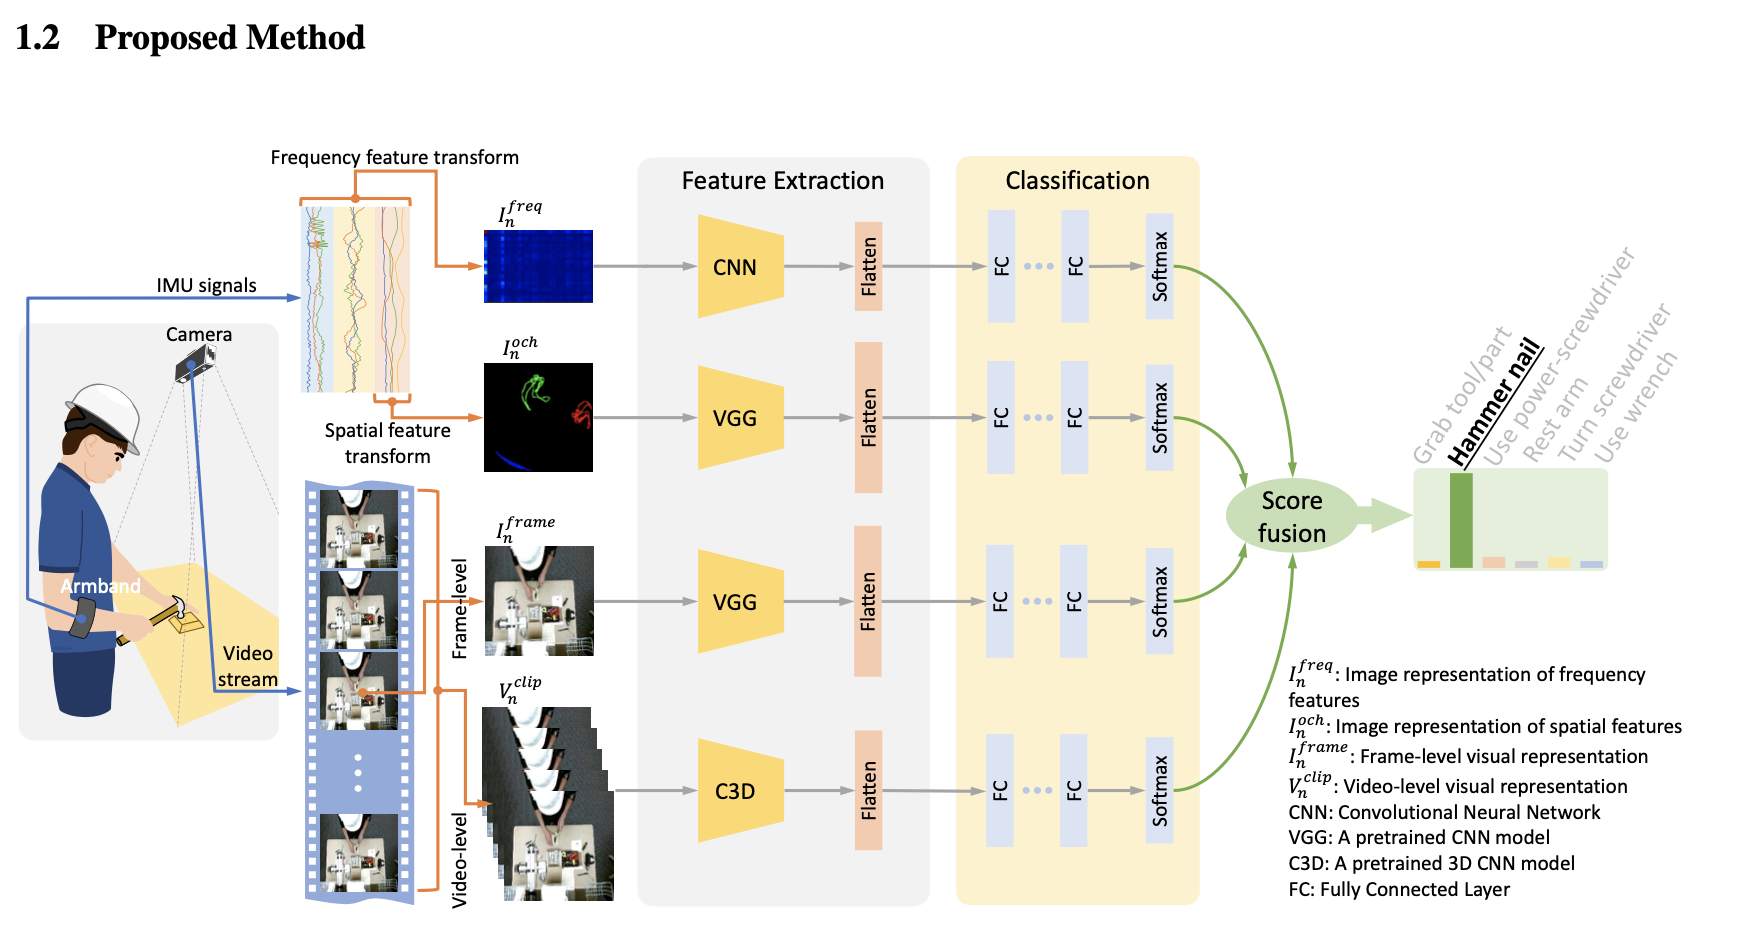 1.2 Proposed Method
Frequency feature transform
IMU signals
Camera
Armband
Video
stream
Spatial feature
transform
Frame-level
Video-level
I_n^{freq}
I_n^{och}
I_n^{frame}
V_n^{clip}
Feature Extraction
CNN
Flatten
VGG
Flatten
VGG
Flatten
C3D
Flatten
Classification
FC
FC
Softmax
FC
FC
Softmax
FC
FC
Softmax
FC
FC
Softmax
Score
fusion
Grab tool/part
Hammer nail
Use power-screwdriver
Rest arm
Turn screwdriver
Use wrench
I_n^{freq}: Image representation of frequency
features
I_n^{och}: Image representation of spatial features
I_n^{frame}: Frame-level visual representation
V_n^{clip}: Video-level visual representation
CNN: Convolutional Neural Network
VGG: A pretrained CNN model
C3D: A pretrained 3D CNN model
FC: Fully Connected Layer